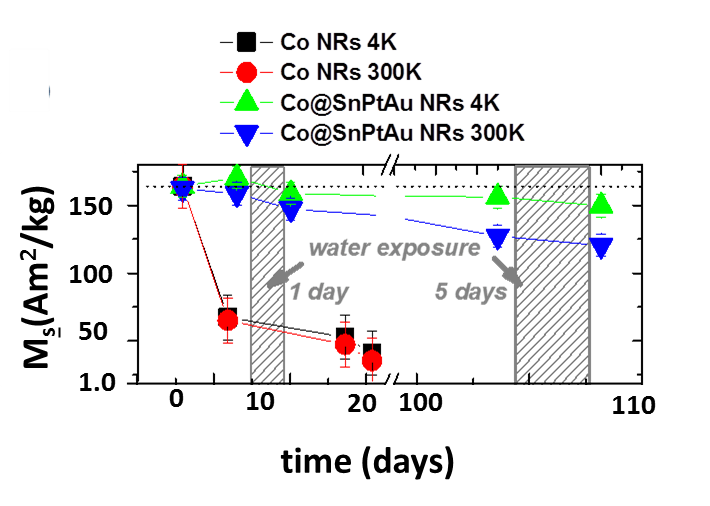 Co NRs 4K
Co NRs 300K
Co@SnPtAu NRs 4K
Co@SnPtAu NRs 300K
Ms(Am²/kg)
150
100
50
1.0
water exposure
1 day
5 days
0
10
20
100
110
time (days)